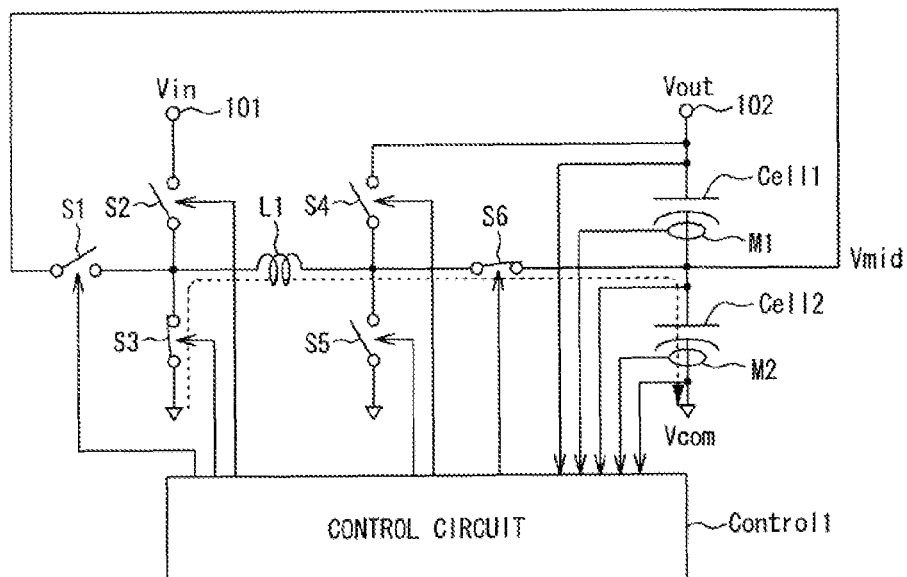 Vin
101
Vout
102
S1
S2
L1
S4
S6
Cell1
M1
Vmid
S3
S5
Cell2
M2
Vcom
CONTROL CIRCUIT
Control1